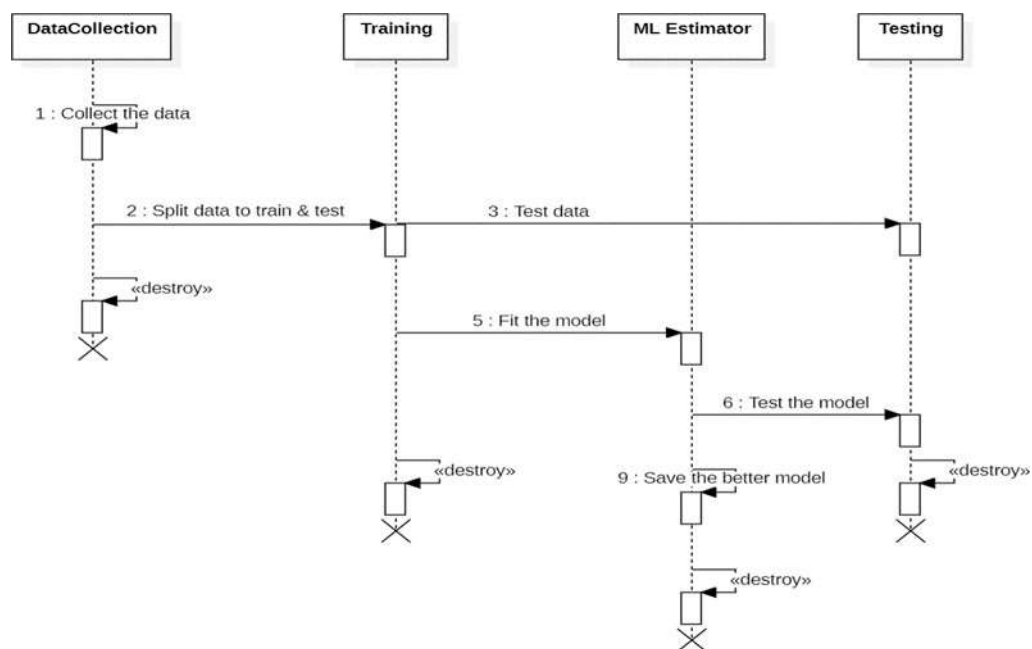 DataCollection
Training
ML Estimator
Testing
1 : Collect the data
2 : Split data to train & test
3 : Test data
«destroy»
5 : Fit the model
6 : Test the model
«destroy»
9 : Save the better model
«destroy»
«destroy»